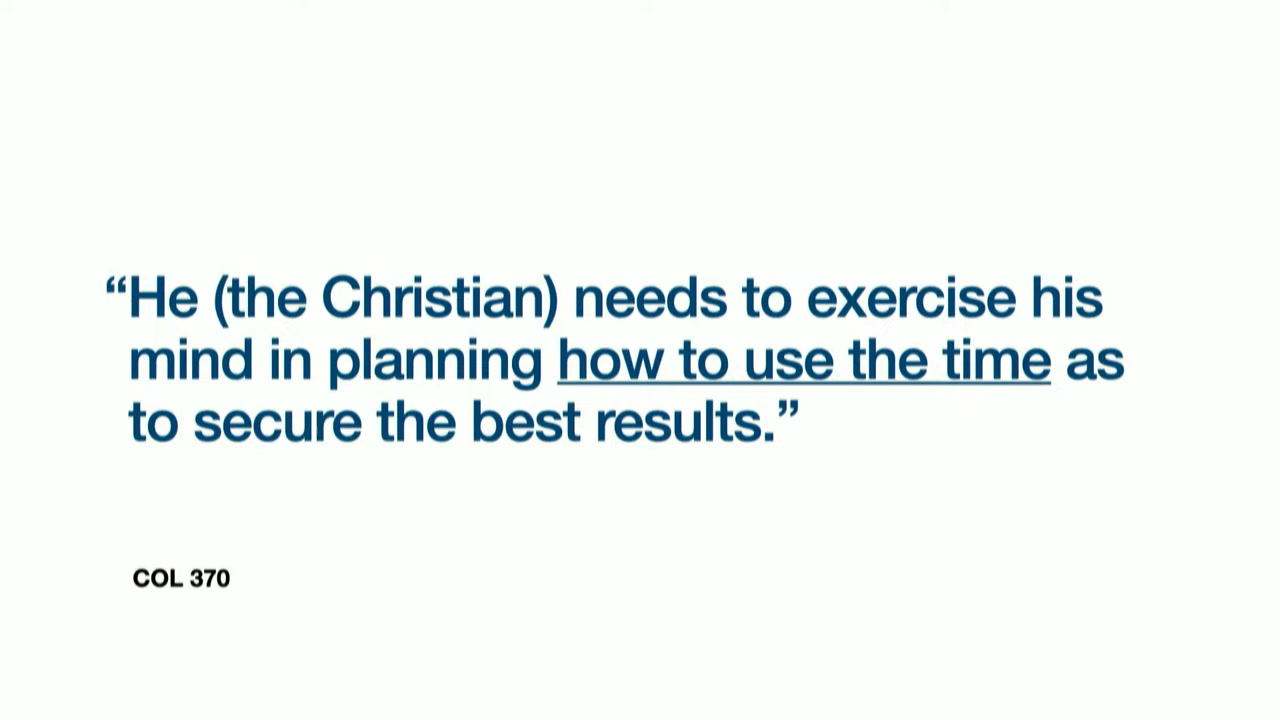 “He (the Christian) needs to exercise his
mind in planning how to use the time as
to secure the best results.”
COL 370